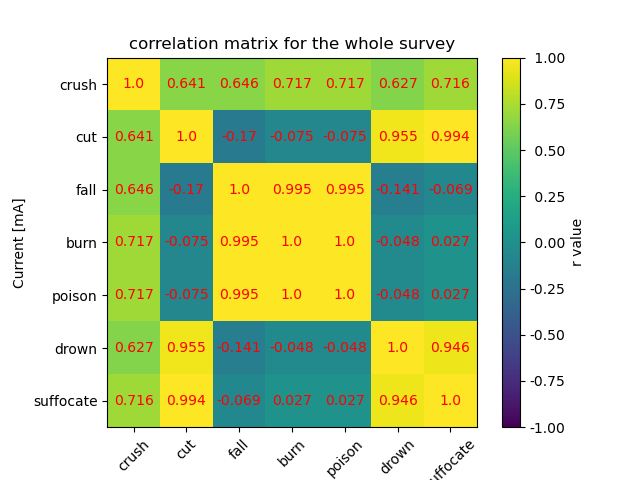 correlation matrix for the whole survey
crush 1.0 0.641 0.646 0.717 0.717 0.627 0.716
cut 0.641 1.0 -0.17 -0.075 -0.075 0.955 0.994
fall 0.646 -0.17 1.0 0.995 0.995 -0.141 -0.069
burn 0.717 -0.075 0.995 1.0 1.0 -0.048 0.027
poison 0.717 -0.075 0.995 1.0 1.0 -0.048 0.027
drown 0.627 0.955 -0.141 -0.048 -0.048 1.0 0.946
suffocate 0.716 0.994 -0.069 0.027 0.027 0.946 1.0
crush cut fall burn poison drown uffocate
Current [mA]
1.00
0.75
0.50
0.25
0.00
-0.25
-0.50
-0.75
-1.00
r value